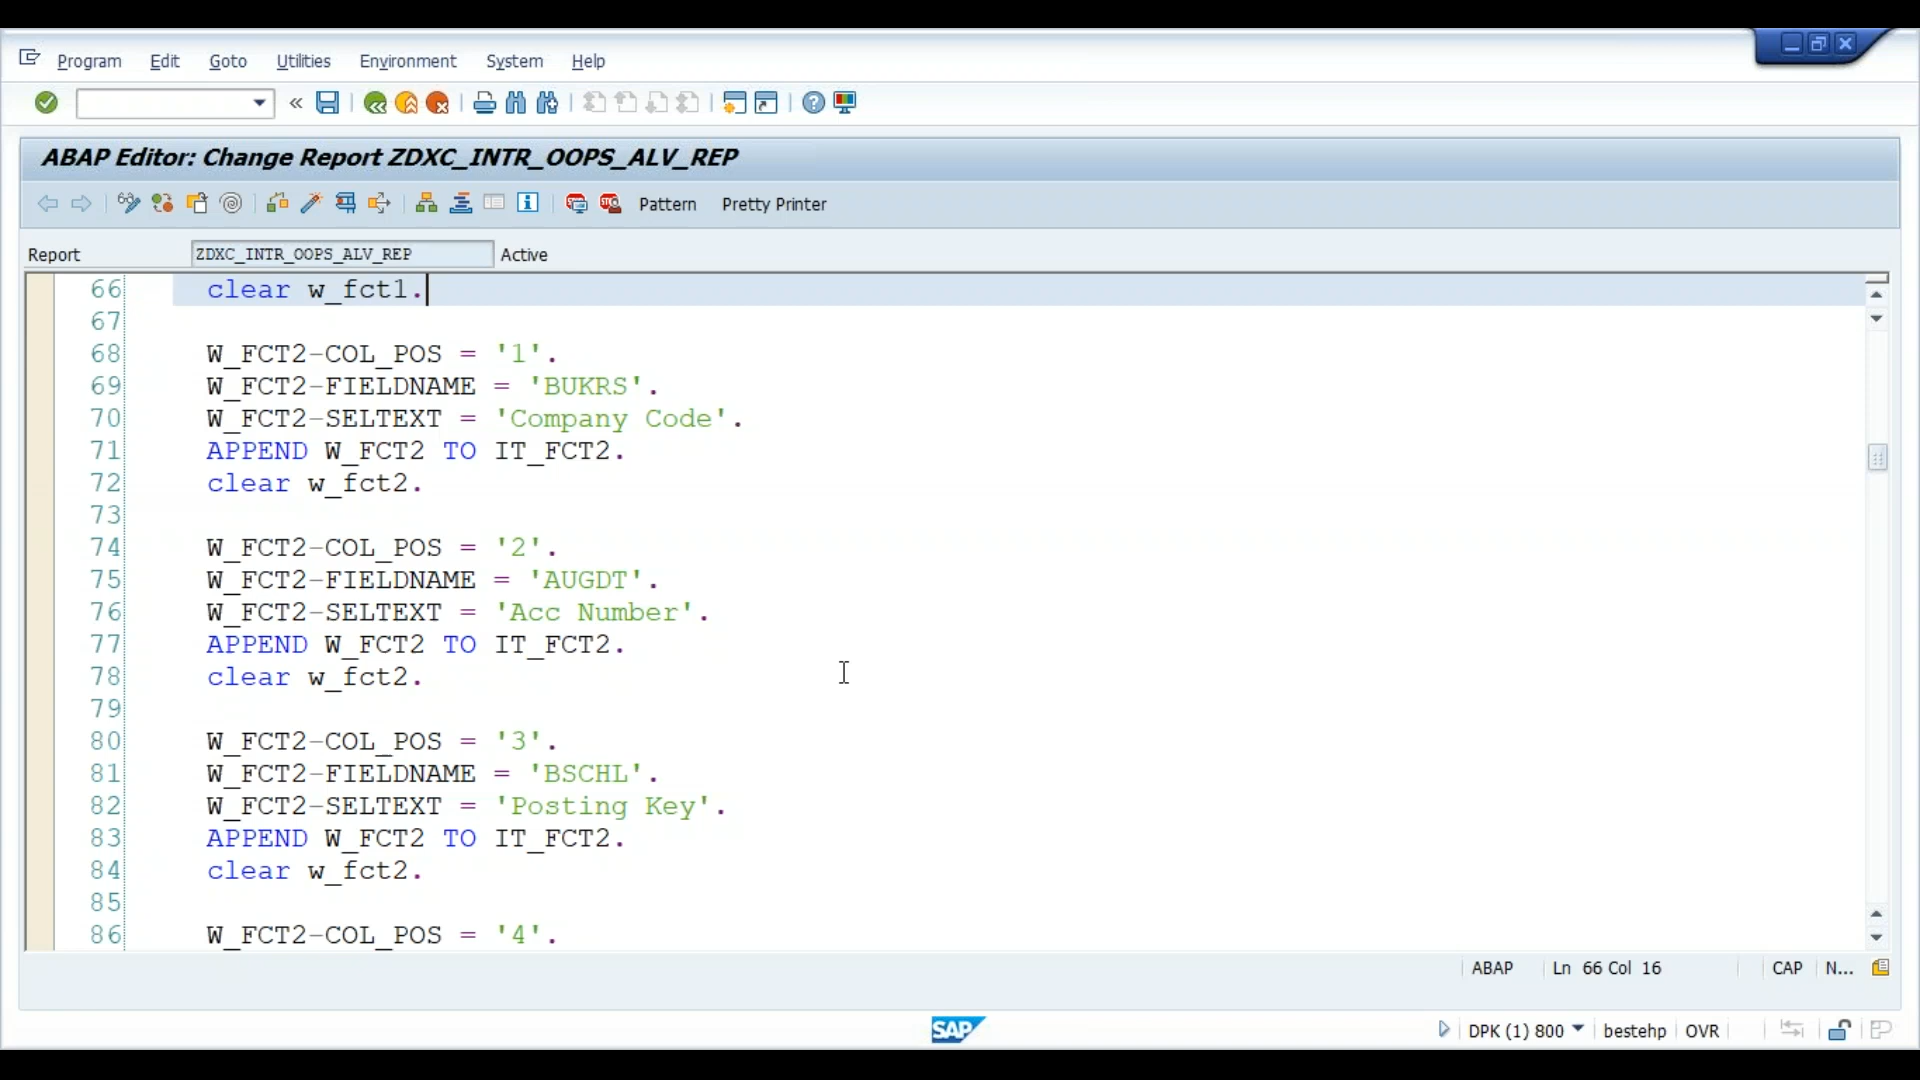 Program Edit Goto Utilities Environment System Help
ABAP Editor: Change Report ZDXC_INTR_OOPS_ALV_REP
Pattern Pretty Printer
Report ZDXC_INTR_OOPS_ALV_REP Active
66 clear w_fct1.
67
68 W_FCT2-COL_POS = '1'.
69 W_FCT2-FIELDNAME = 'BUKRS'.
70 W_FCT2-SELTEXT = 'Company Code'.
71 APPEND W_FCT2 TO IT_FCT2.
72 clear w_fct2.
73
74 W_FCT2-COL_POS = '2'.
75 W_FCT2-FIELDNAME = 'AUGDT'.
76 W_FCT2-SELTEXT = 'Acc Number'.
77 APPEND W_FCT2 TO IT_FCT2.
78 clear w_fct2.
79
80 W_FCT2-COL_POS = '3'.
81 W_FCT2-FIELDNAME = 'BSCHL'.
82 W_FCT2-SELTEXT = 'Posting Key'.
83 APPEND W_FCT2 TO IT_FCT2.
84 clear w_fct2.
85
86 W_FCT2-COL_POS = '4'.
ABAP Ln 66 Col 16 CAP N...
SAP DPK (1) 800 bestehp OVR